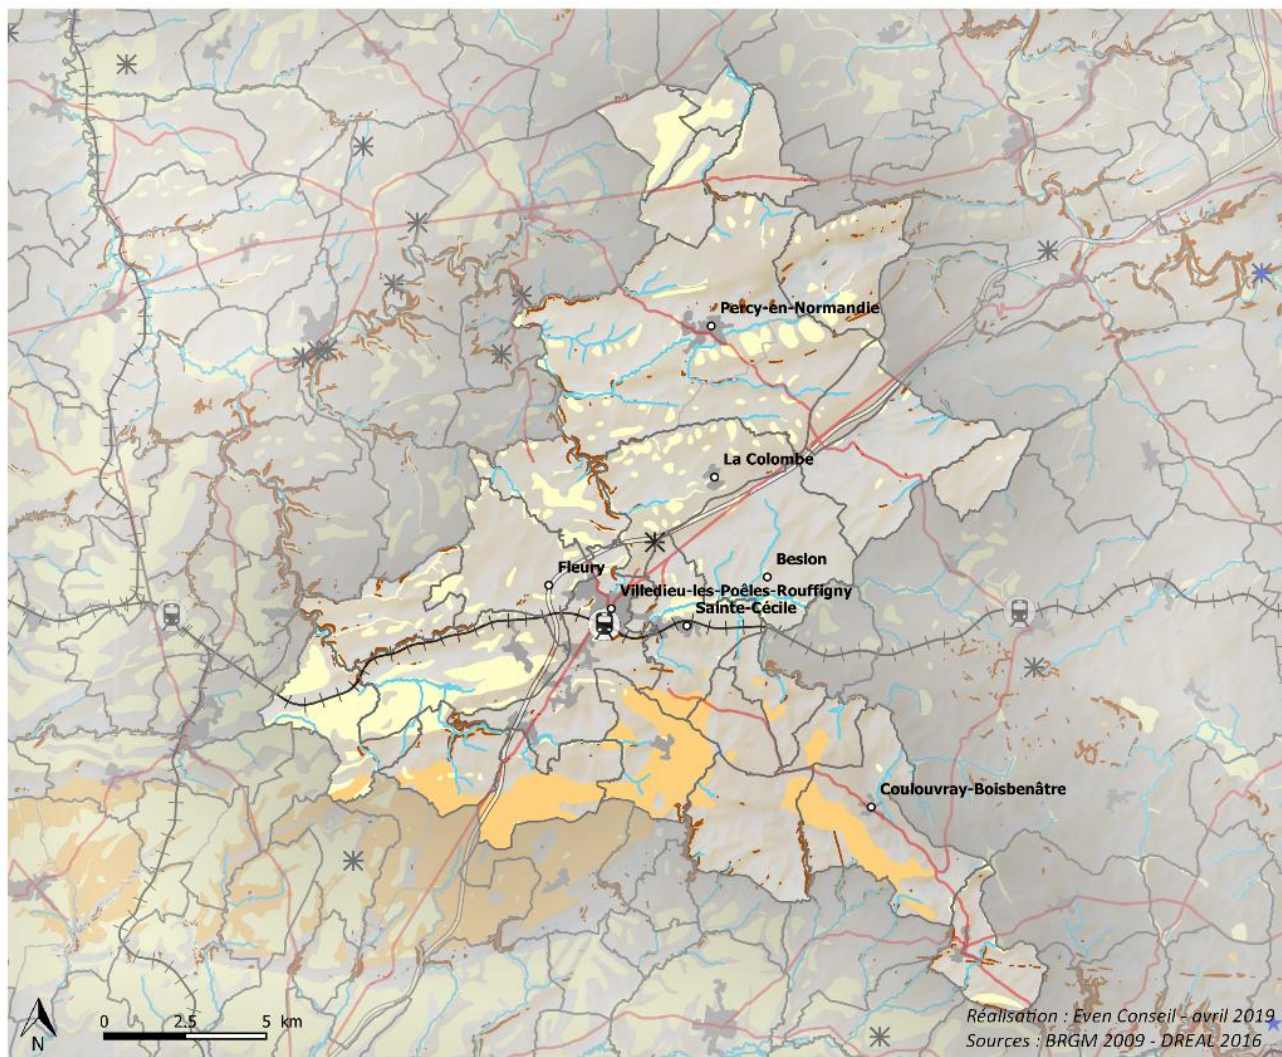 Percy-en-Normandie
La Colombe
Fleury
Beslon
Villedieu-les-Poêles-Rouffigny
Sainte-Cécile
Coulouvray-Boisbenâtre
N
0 2.5 5 km
Réalisation : Even Conseil - avril 2019
Sources : BRGM 2009 - DREAL 2016